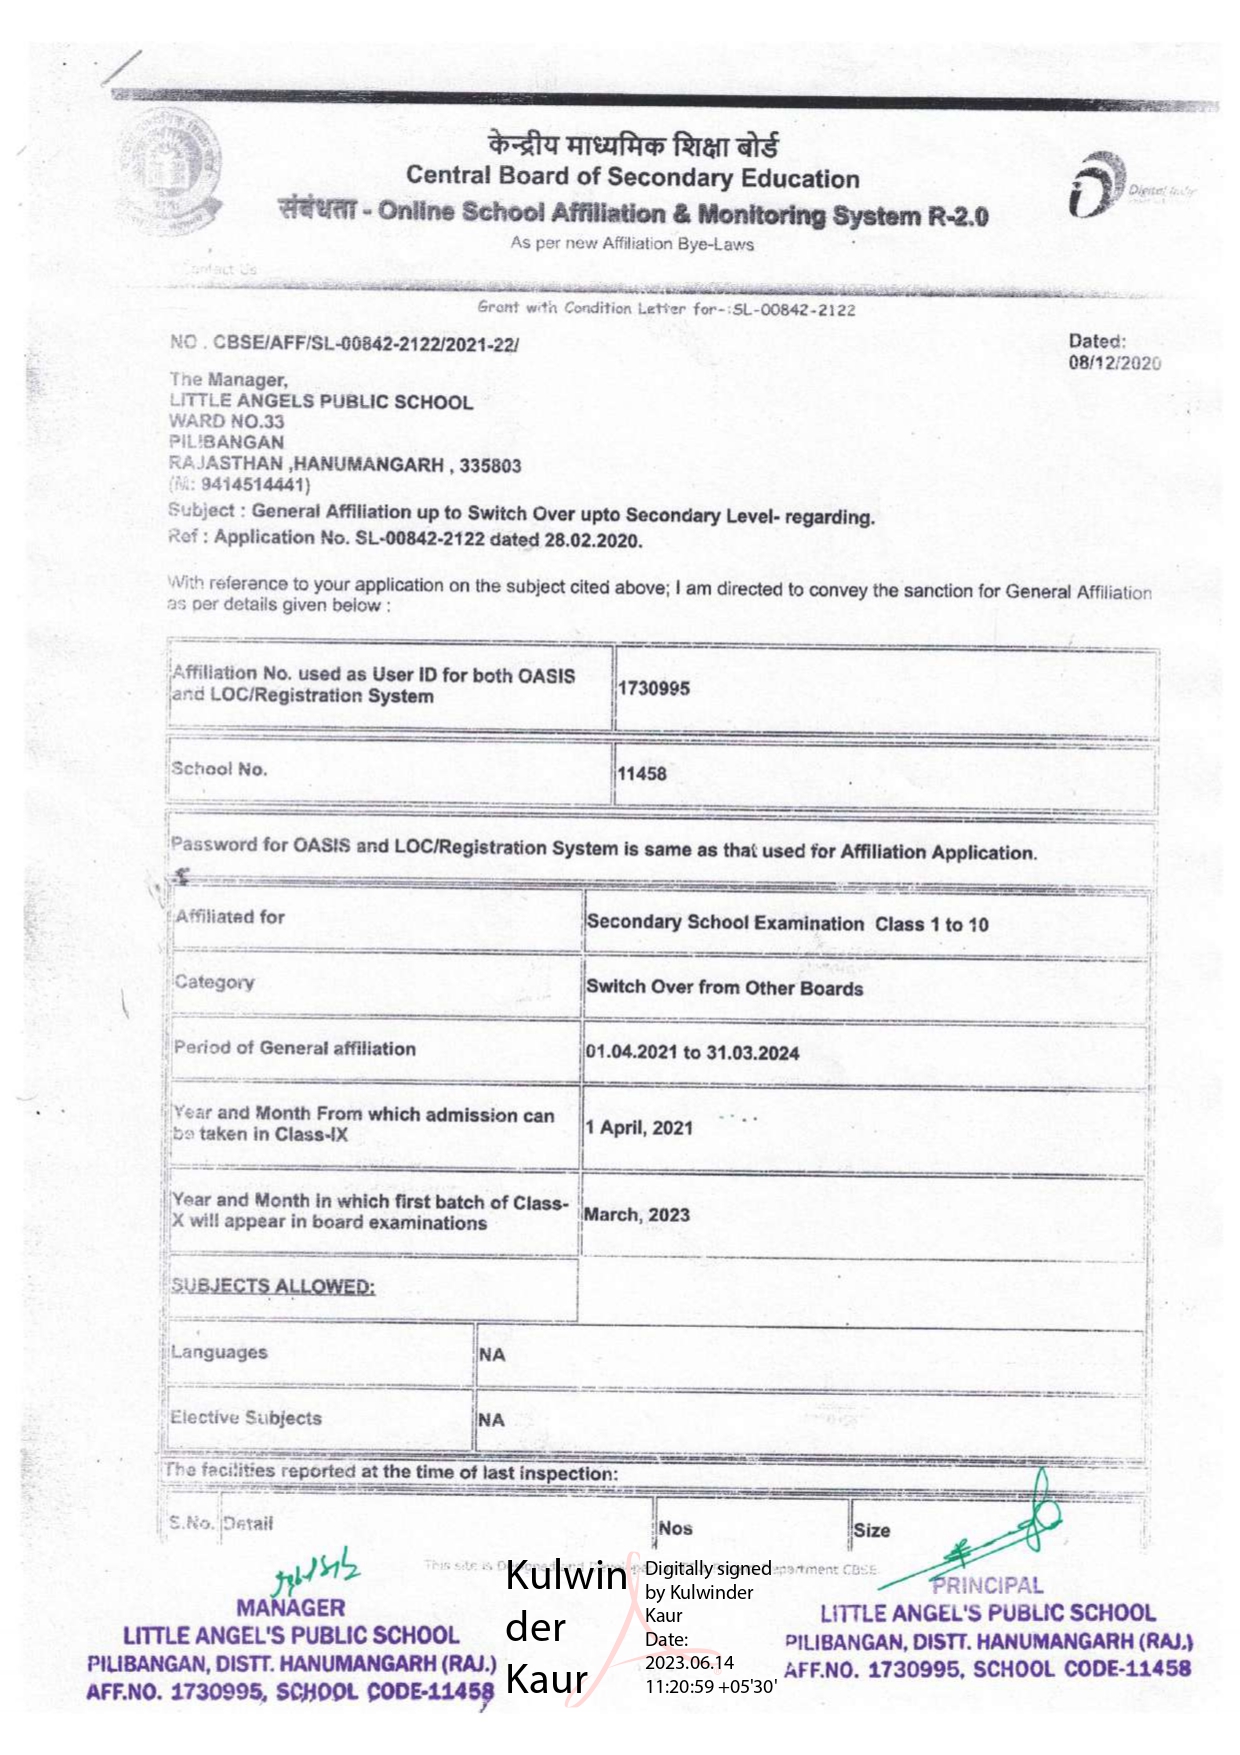 केन्द्रीय माध्यमिक शिक्षा बोर्ड
Central Board of Secondary Education
संबंधता - Online School Affiliation & Monitoring System R-2.0
As per new Affiliation Bye-Laws
Contact Us
Grant with Condition Letter for-:SL-00842-2122
NO . CBSE/AFF/SL-00842-2122/2021-22/
Dated:
08/12/2020
The Manager,
LITTLE ANGELS PUBLIC SCHOOL
WARD NO.33
PILIBANGAN
RAJASTHAN ,HANUMANGARH , 335803
(M: 9414514441)
Subject : General Affiliation up to Switch Over upto Secondary Level- regarding.
Ref : Application No. SL-00842-2122 dated 28.02.2020.
With reference to your application on the subject cited above; I am directed to convey the sanction for General Affiliation
as per details given below :
Affiliation No. used as User ID for both OASIS
and LOC/Registration System
1730995
School No.
11458
Password for OASIS and LOC/Registration System is same as that used for Affiliation Application.
Affiliated for
Secondary School Examination Class 1 to 10
Category
Switch Over from Other Boards
Period of General affiliation
01.04.2021 to 31.03.2024
Year and Month From which admission can
be taken in Class-IX
1 April, 2021
Year and Month in which first batch of Class-
X will appear in board examinations
March, 2023
SUBJECTS ALLOWED:
Languages
NA
Elective Subjects
NA
The facilities reported at the time of last inspection:
S.No. Detail Nos Size
This site is Designed and Department CBSE
MANAGER
LITTLE ANGEL'S PUBLIC SCHOOL
PILIBANGAN, DISTT. HANUMANGARH (RAJ.)
AFF.NO. 1730995, SCHOOL CODE-11458
Kulwin
der
Kaur
Digitally signed
by Kulwinder
Kaur
Date:
2023.06.14
11:20:59 +05'30'
PRINCIPAL
LITTLE ANGEL'S PUBLIC SCHOOL
PILIBANGAN, DISTT. HANUMANGARH (RAJ.)
AFF.NO. 1730995, SCHOOL CODE-11458